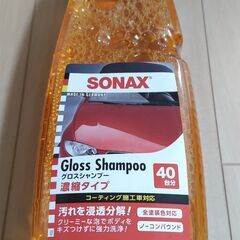 SONAX
MADE IN GERMANY
Gloss Shampoo
グロスシャンプー
濃縮タイプ
40
台分
コーティング施工車対応
汚れを浸透分解!
クリーミーな泡でボディを
キズつけずに強力洗浄!
全塗装色対応
ノーコンパウンド